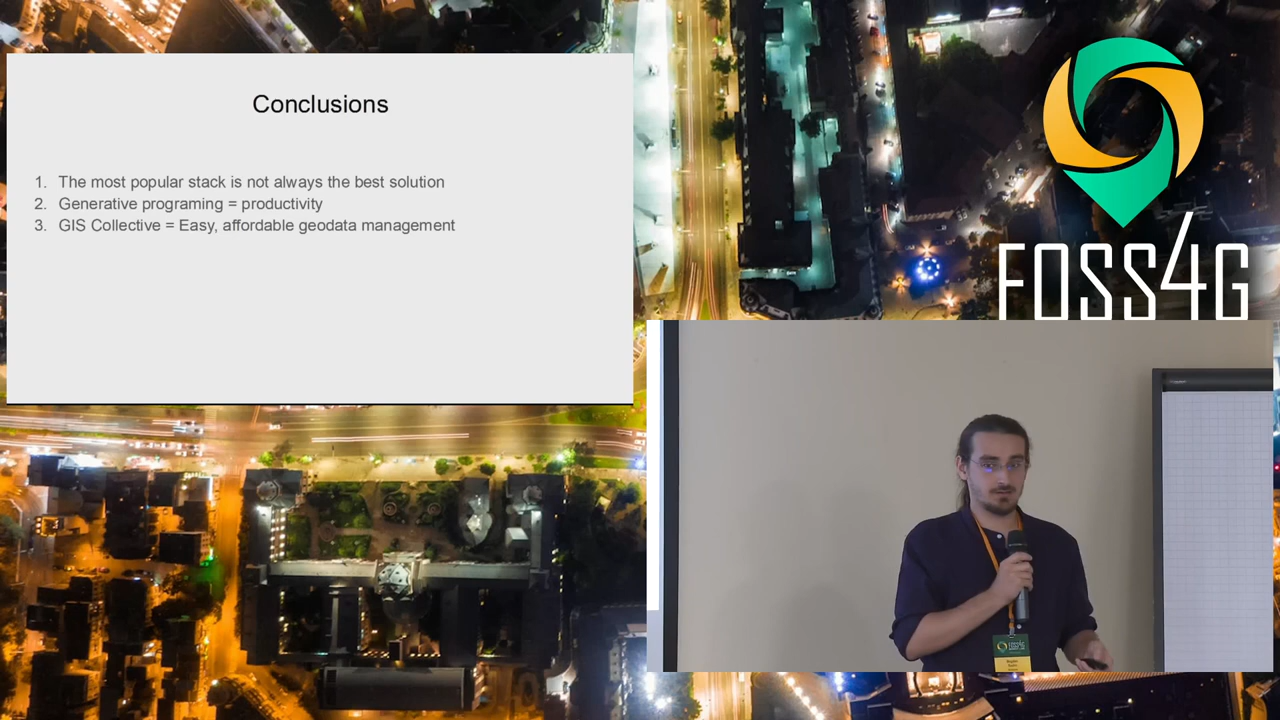 Conclusions
1. The most popular stack is not always the best solution
2. Generative programing = productivity
3. GIS Collective = Easy, affordable geodata management
FOSS4G